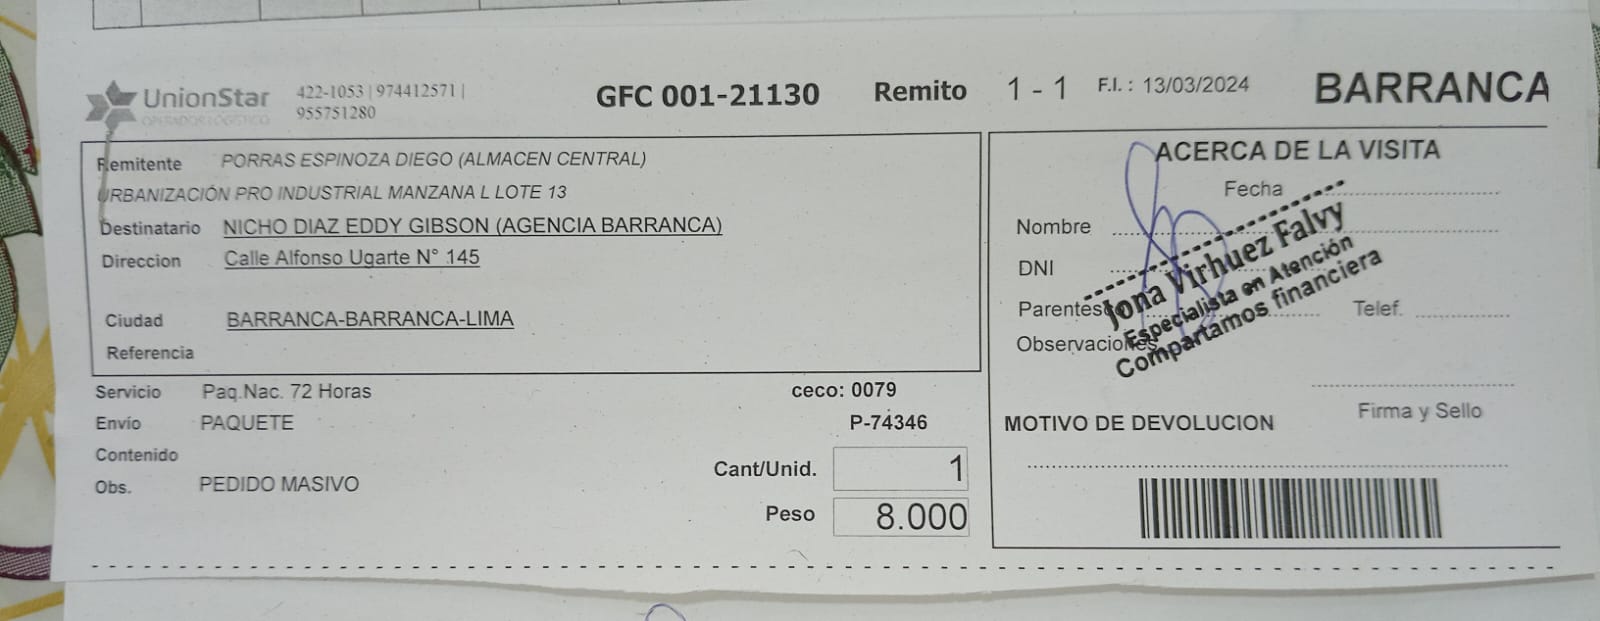 UnionStar
OPERADOR LOGISTICO
422-1053 | 974412571 |
955751280
GFC 001-21130
Remito 1 - 1
F.I. : 13/03/2024
BARRANCA
Remitente PORRAS ESPINOZA DIEGO (ALMACEN CENTRAL)
URBANIZACIÓN PRO INDUSTRIAL MANZANA L LOTE 13
Destinatario NICHO DIAZ EDDY GIBSON (AGENCIA BARRANCA)
Direccion Calle Alfonso Ugarte N° 145
Ciudad BARRANCA-BARRANCA-LIMA
Referencia
Servicio Paq.Nac. 72 Horas
ceco: 0079
Envío PAQUETE
P-74346
Contenido
Obs. PEDIDO MASIVO
Cant/Unid. 1
Peso 8.000
ACERCA DE LA VISITA
Fecha
Nombre
DNI
Parentesco
Telef.
Observaciones
Jona Virhuez Falvy
Especialista en Atención
Compartamos financiera
Firma y Sello
MOTIVO DE DEVOLUCION